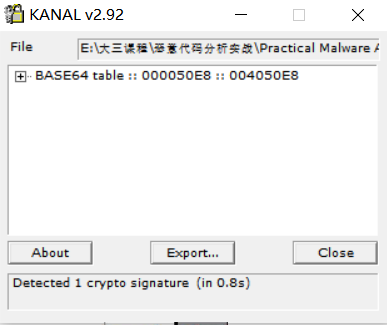 KANAL v2.92
File E:\大三课程\恶意代码分析实战\Practical Malware A
BASE64 table :: 000050E8 :: 004050E8
About Export... Close
Detected 1 crypto signature (in 0.8s)